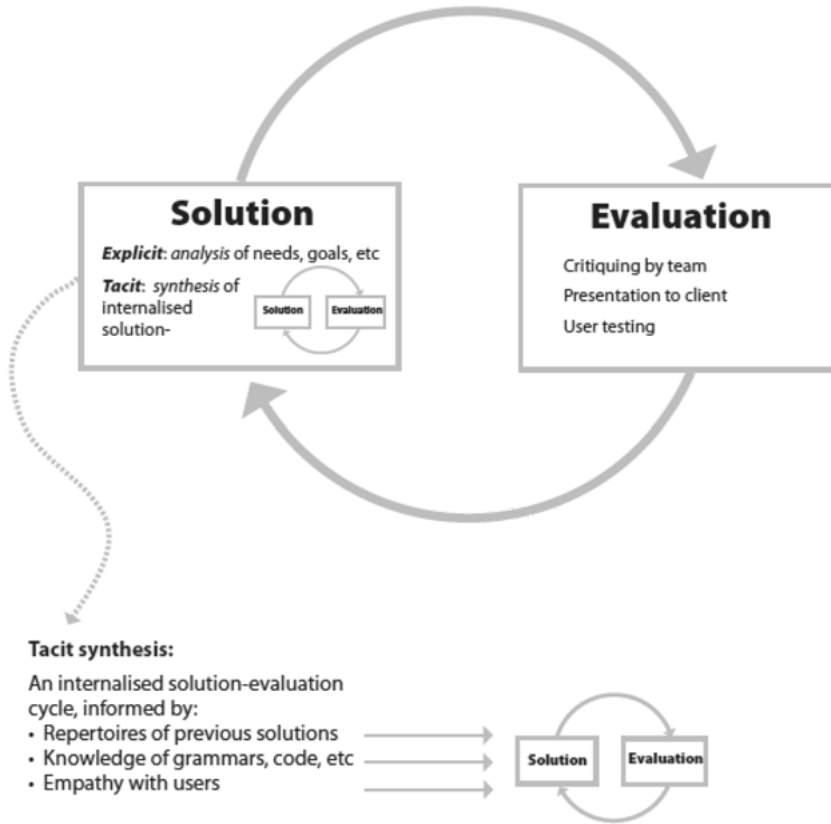 Solution
Explicit: analysis of needs, goals, etc
Tacit: synthesis of
internalised
solution-
Solution
Evaluation
Evaluation
Critiquing by team
Presentation to client
User testing
Tacit synthesis:
An internalised solution-evaluation
cycle, informed by:
• Repertoires of previous solutions
• Knowledge of grammars, code, etc
• Empathy with users
Solution
Evaluation